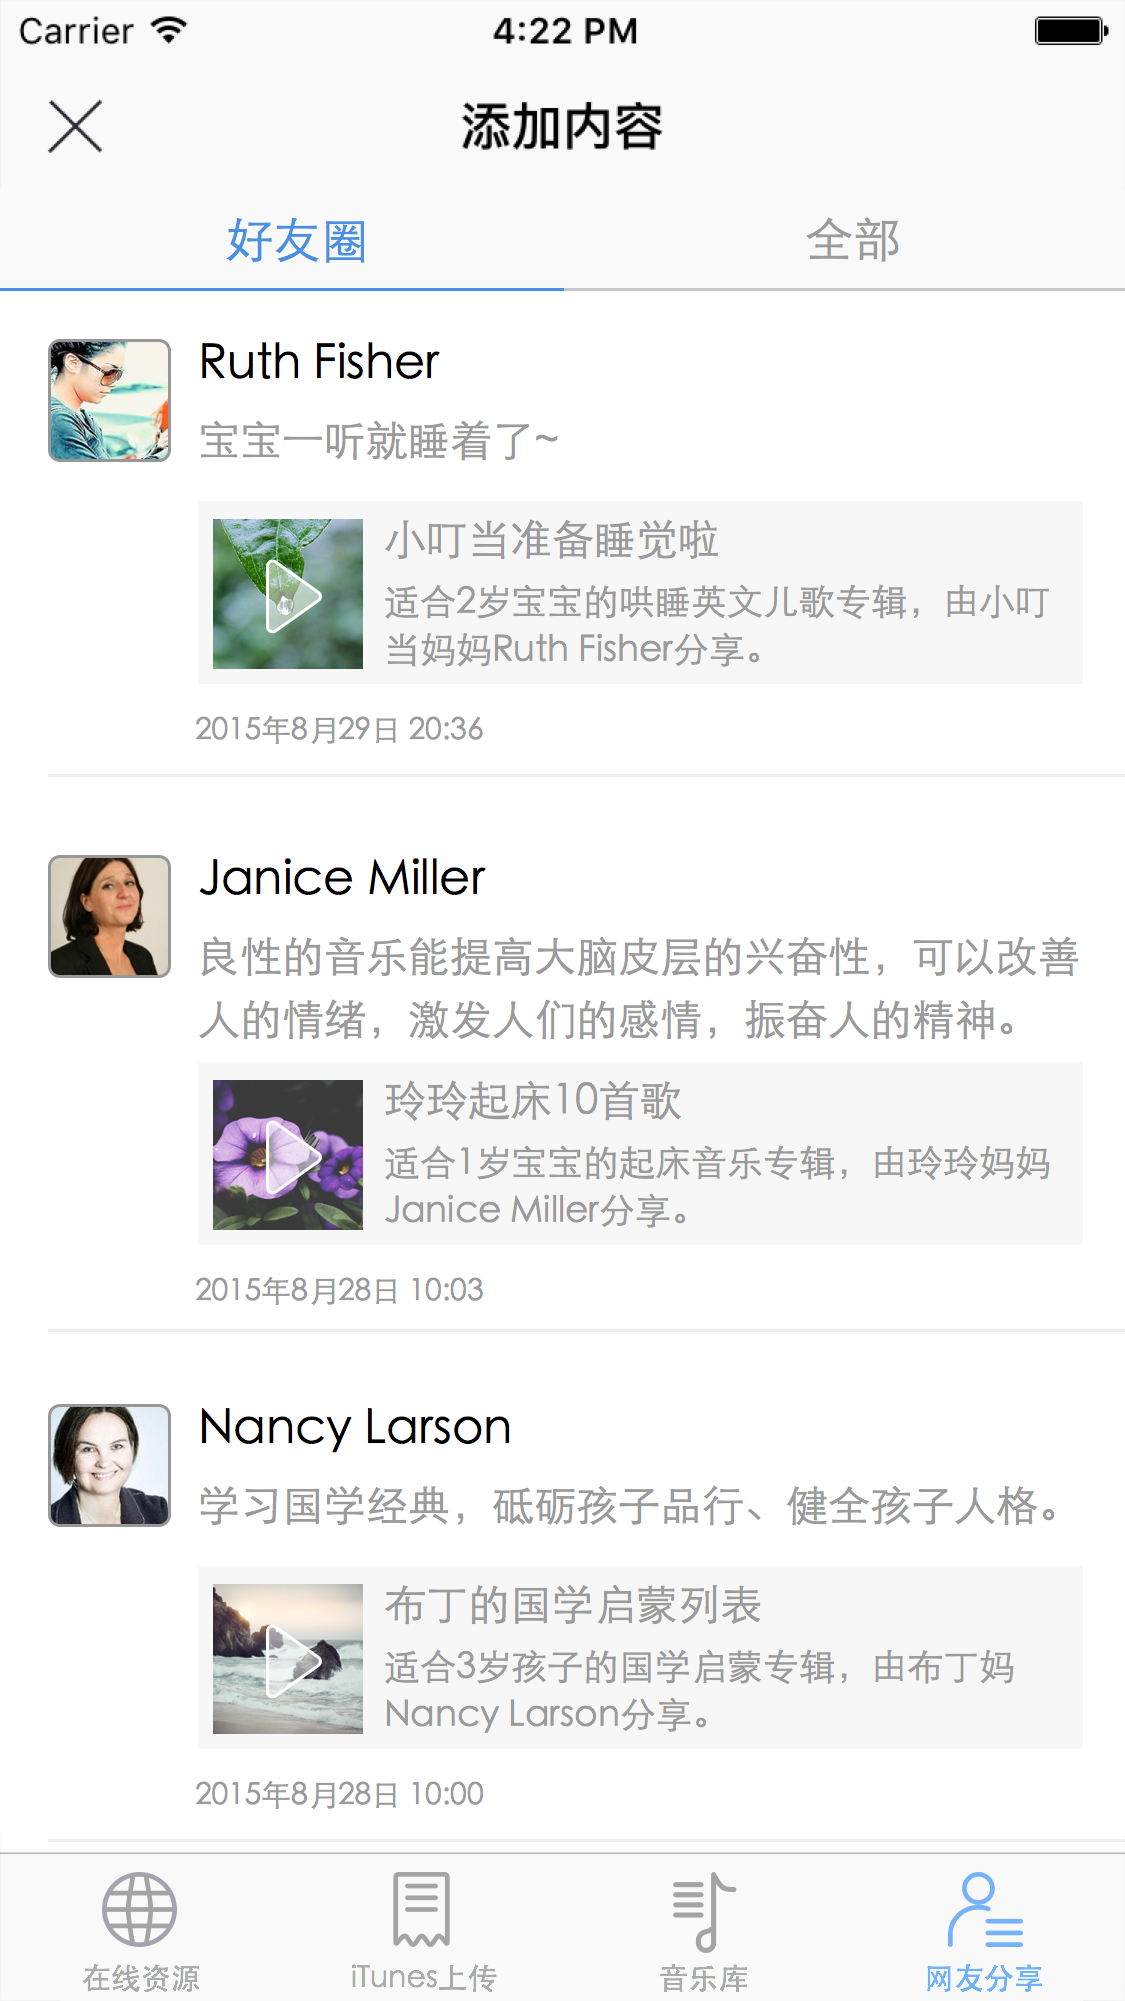 Carrier 4:22 PM
添加内容
好友圈 全部
Ruth Fisher
宝宝一听就睡着了~
小叮当准备睡觉啦
适合2岁宝宝的哄睡英文儿歌专辑，由小叮
当妈妈Ruth Fisher分享。
2015年8月29日 20:36
Janice Miller
良性的音乐能提高大脑皮层的兴奋性，可以改善
人的情绪，激发人们的感情，振奋人的精神。
玲玲起床10首歌
适合1岁宝宝的起床音乐专辑，由玲玲妈妈
Janice Miller分享。
2015年8月28日 10:03
Nancy Larson
学习国学经典，砥砺孩子品行、健全孩子人格。
布丁的国学启蒙列表
适合3岁孩子的国学启蒙专辑，由布丁妈
Nancy Larson分享。
2015年8月28日 10:00
在线资源 iTunes上传 音乐库 网友分享